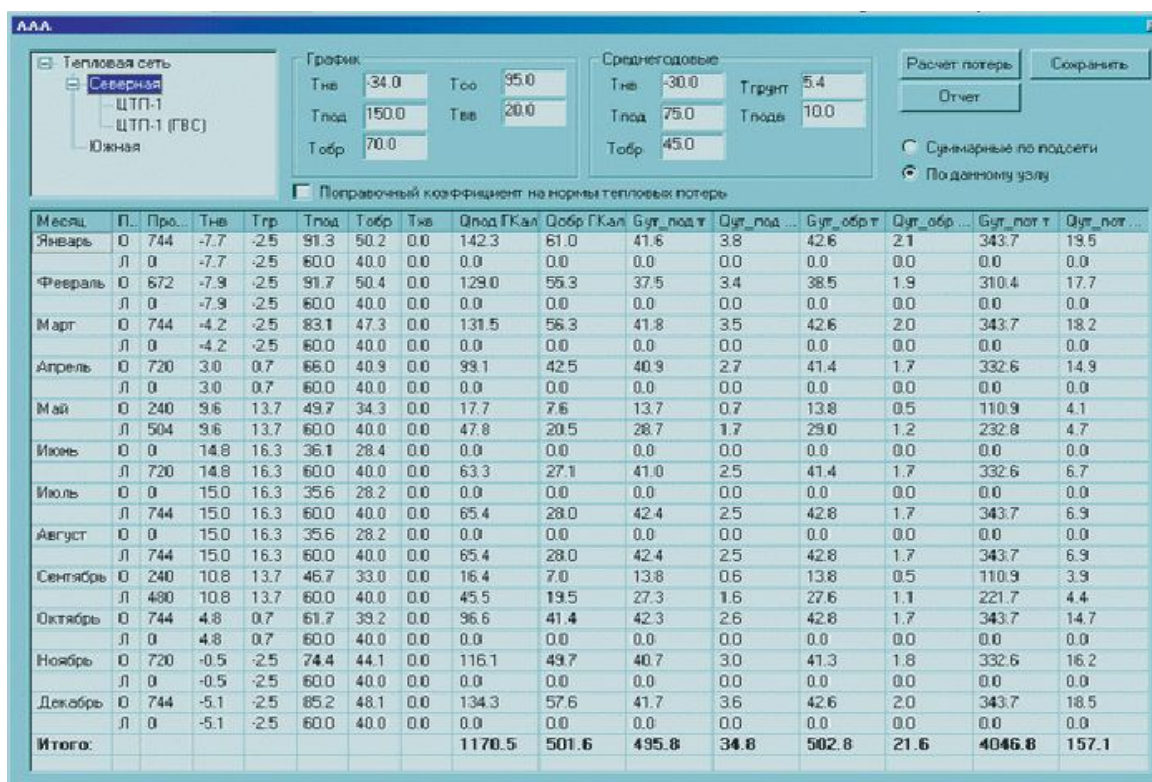 А.А.А.
Тепловая сеть
Северная
ЦТП-1
ЦТП-1 (ГВС)
Южная
График
Тнв -34.0 Тсо 95.0
Тпод 150.0 Твв 20.0
Тобр 70.0
Среднегодовые
Тнв -30.0 Тгрунт 5.4
Тпод 75.0 Тподв 10.0
Тобр 45.0
Расчет потерь Сохранить
Отчет
Суммарные по подсети
По данному узлу
Поправочный коэффициент на нормы тепловых потерь
Месяц П... Про... Тнв Тгр Тпод Тобр Тхв Qпод ГКал Qобр ГКал Gут_под т Qут_под ... Gут_обр т Qут_обр ... Gут_пот т Qут_пот ...
Январь О 744 -7.7 -2.5 91.3 50.2 0.0 142.3 61.0 41.6 3.8 42.6 2.1 343.7 19.5
Л 0 -7.7 -2.5 60.0 40.0 0.0 0.0 0.0 0.0 0.0 0.0 0.0 0.0 0.0
Февраль О 672 -7.9 -2.5 91.7 50.4 0.0 129.0 55.3 37.5 3.4 38.5 1.9 310.4 17.7
Л 0 -7.9 -2.5 60.0 40.0 0.0 0.0 0.0 0.0 0.0 0.0 0.0 0.0 0.0
Март О 744 -4.2 -2.5 83.1 47.3 0.0 131.5 56.3 41.8 3.5 42.6 2.0 343.7 18.2
Л 0 -4.2 -2.5 60.0 40.0 0.0 0.0 0.0 0.0 0.0 0.0 0.0 0.0 0.0
Апрель О 720 3.0 0.7 66.0 40.9 0.0 99.1 42.5 40.9 2.7 41.4 1.7 332.6 14.9
Л 0 3.0 0.7 60.0 40.0 0.0 0.0 0.0 0.0 0.0 0.0 0.0 0.0 0.0
Май О 240 9.6 13.7 49.7 34.3 0.0 17.7 7.6 13.7 0.7 13.8 0.5 110.9 4.1
Л 504 9.6 13.7 60.0 40.0 0.0 47.8 20.5 28.7 1.7 29.0 1.2 232.8 4.7
Июнь О 0 14.8 16.3 36.1 28.4 0.0 0.0 0.0 0.0 0.0 0.0 0.0 0.0 0.0
Л 720 14.8 16.3 60.0 40.0 0.0 63.3 27.1 41.0 2.5 41.4 1.7 332.6 6.7
Июль О 0 15.0 16.3 35.6 28.2 0.0 0.0 0.0 0.0 0.0 0.0 0.0 0.0 0.0
Л 744 15.0 16.3 60.0 40.0 0.0 65.4 28.0 42.4 2.5 42.8 1.7 343.7 6.9
Август О 0 15.0 16.3 35.6 28.2 0.0 0.0 0.0 0.0 0.0 0.0 0.0 0.0 0.0
Л 744 15.0 16.3 60.0 40.0 0.0 65.4 28.0 42.4 2.5 42.8 1.7 343.7 6.9
Сентябрь О 240 10.8 13.7 46.7 33.0 0.0 16.4 7.0 13.8 0.6 13.8 0.5 110.9 3.9
Л 480 10.8 13.7 60.0 40.0 0.0 45.5 19.5 27.3 1.6 27.6 1.1 221.7 4.4
Октябрь О 744 4.8 0.7 61.7 39.2 0.0 96.6 41.4 42.3 2.6 42.8 1.7 343.7 14.7
Л 0 4.8 0.7 60.0 40.0 0.0 0.0 0.0 0.0 0.0 0.0 0.0 0.0 0.0
Ноябрь О 720 -0.5 -2.5 74.4 44.1 0.0 116.1 49.7 40.7 3.0 41.3 1.8 332.6 16.2
Л 0 -0.5 -2.5 60.0 40.0 0.0 0.0 0.0 0.0 0.0 0.0 0.0 0.0 0.0
Декабрь О 744 -5.1 -2.5 85.2 48.1 0.0 134.3 57.6 41.7 3.6 42.6 2.0 343.7 18.5
Л 0 -5.1 -2.5 60.0 40.0 0.0 0.0 0.0 0.0 0.0 0.0 0.0 0.0 0.0
Итого: 1170.5 501.6 495.8 34.8 502.8 21.6 4046.8 157.1